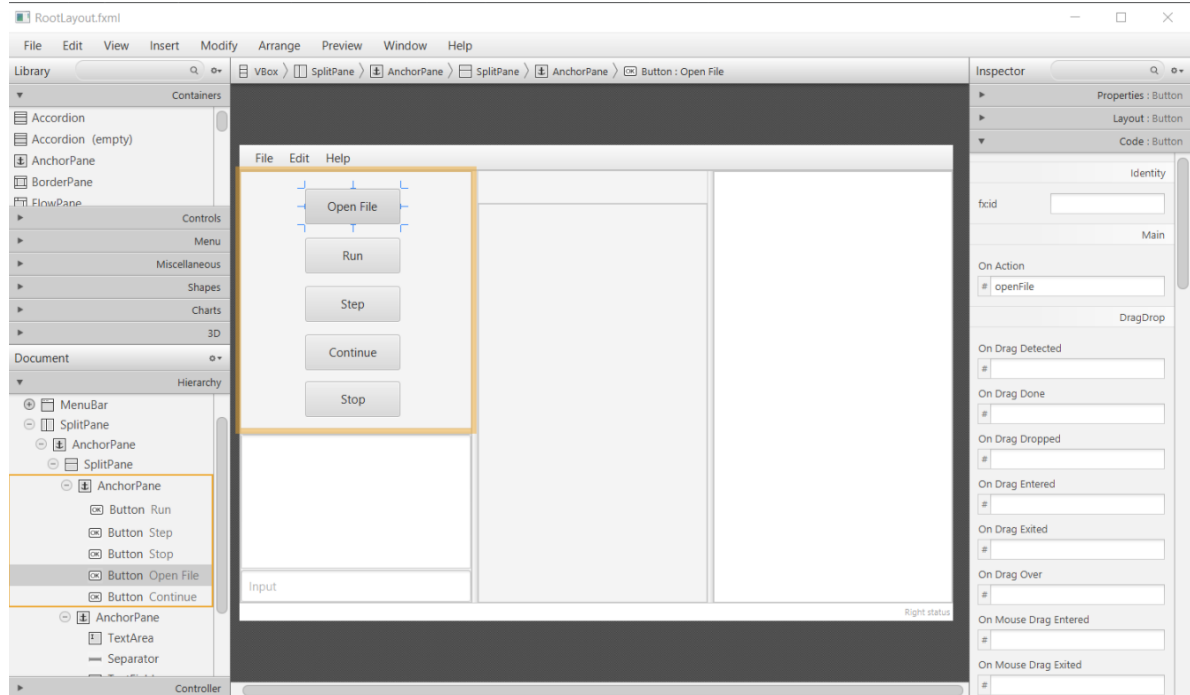 RootLayout.fxml
File Edit View Insert Modify Arrange Preview Window Help
Library
VBox SplitPane AnchorPane SplitPane AnchorPane Button : Open File
Inspector
Containers
Accordion
Accordion (empty)
AnchorPane
BorderPane
FlowPane
Controls
Menu
Miscellaneous
Shapes
Charts
3D
Document
Hierarchy
MenuBar
SplitPane
AnchorPane
SplitPane
AnchorPane
Button Run
Button Step
Button Stop
Button Open File
Button Continue
AnchorPane
TextArea
Separator
Controller
File Edit Help
Open File
Run
Step
Continue
Stop
Input
Right status
Properties : Button
Layout : Button
Code : Button
Identity
fx:id
Main
On Action
# openFile
DragDrop
On Drag Detected
#
On Drag Done
#
On Drag Dropped
#
On Drag Entered
#
On Drag Exited
#
On Drag Over
#
On Mouse Drag Entered
#
On Mouse Drag Exited
#